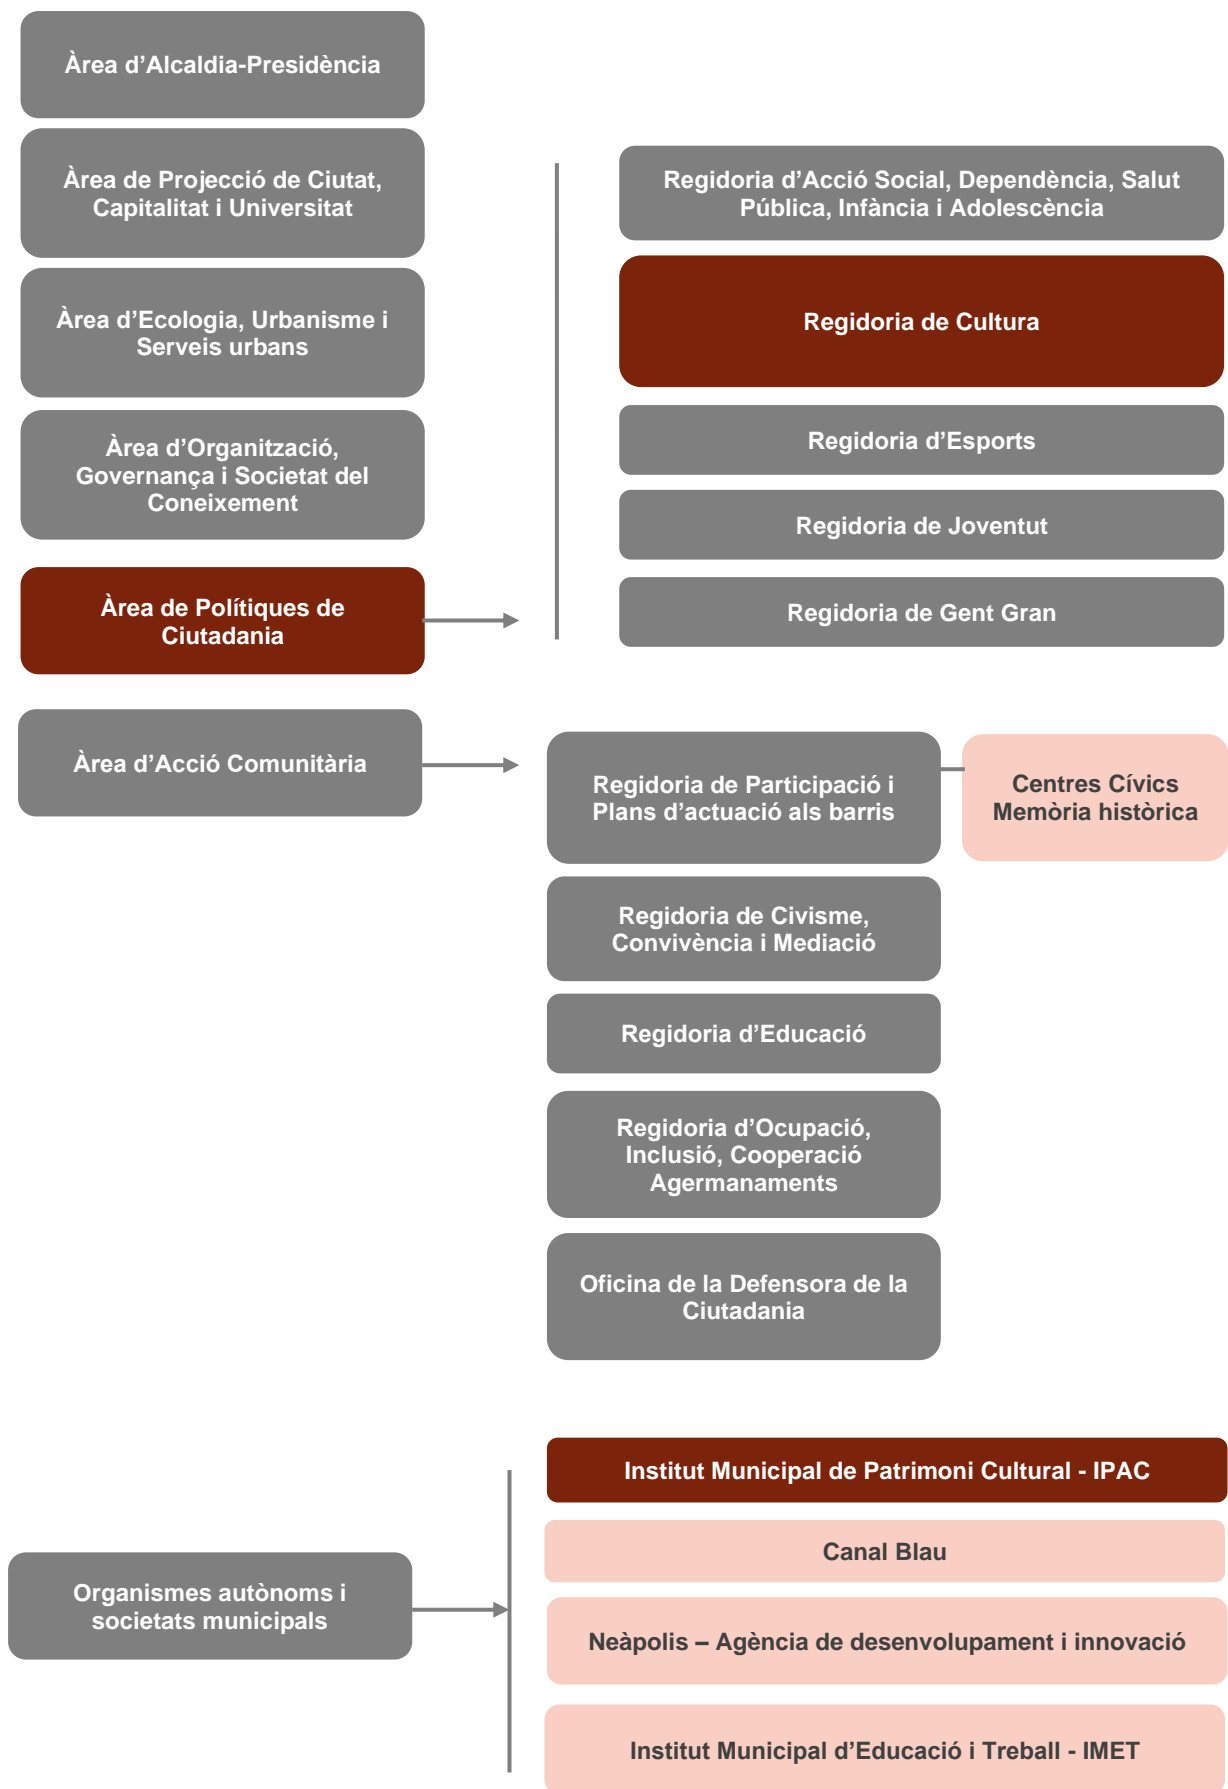 Àrea d’Alcaldia-Presidència
Àrea de Projecció de Ciutat,
Capitalitat i Universitat
Àrea d’Ecologia, Urbanisme i
Serveis urbans
Àrea d’Organització,
Governança i Societat del
Coneixement
Àrea de Polítiques de
Ciutadania
Regidoria d’Acció Social, Dependència, Salut
Pública, Infància i Adolescència
Regidoria de Cultura
Regidoria d’Esports
Regidoria de Joventut
Regidoria de Gent Gran
Àrea d’Acció Comunitària
Regidoria de Participació i
Plans d’actuació als barris
Centres Cívics
Memòria històrica
Regidoria de Civisme,
Convivència i Mediació
Regidoria d’Educació
Regidoria d’Ocupació,
Inclusió, Cooperació
Agermanaments
Oficina de la Defensora de la
Ciutadania
Organismes autònoms i
societats municipals
Institut Municipal de Patrimoni Cultural - IPAC
Canal Blau
Neàpolis – Agència de desenvolupament i innovació
Institut Municipal d’Educació i Treball - IMET